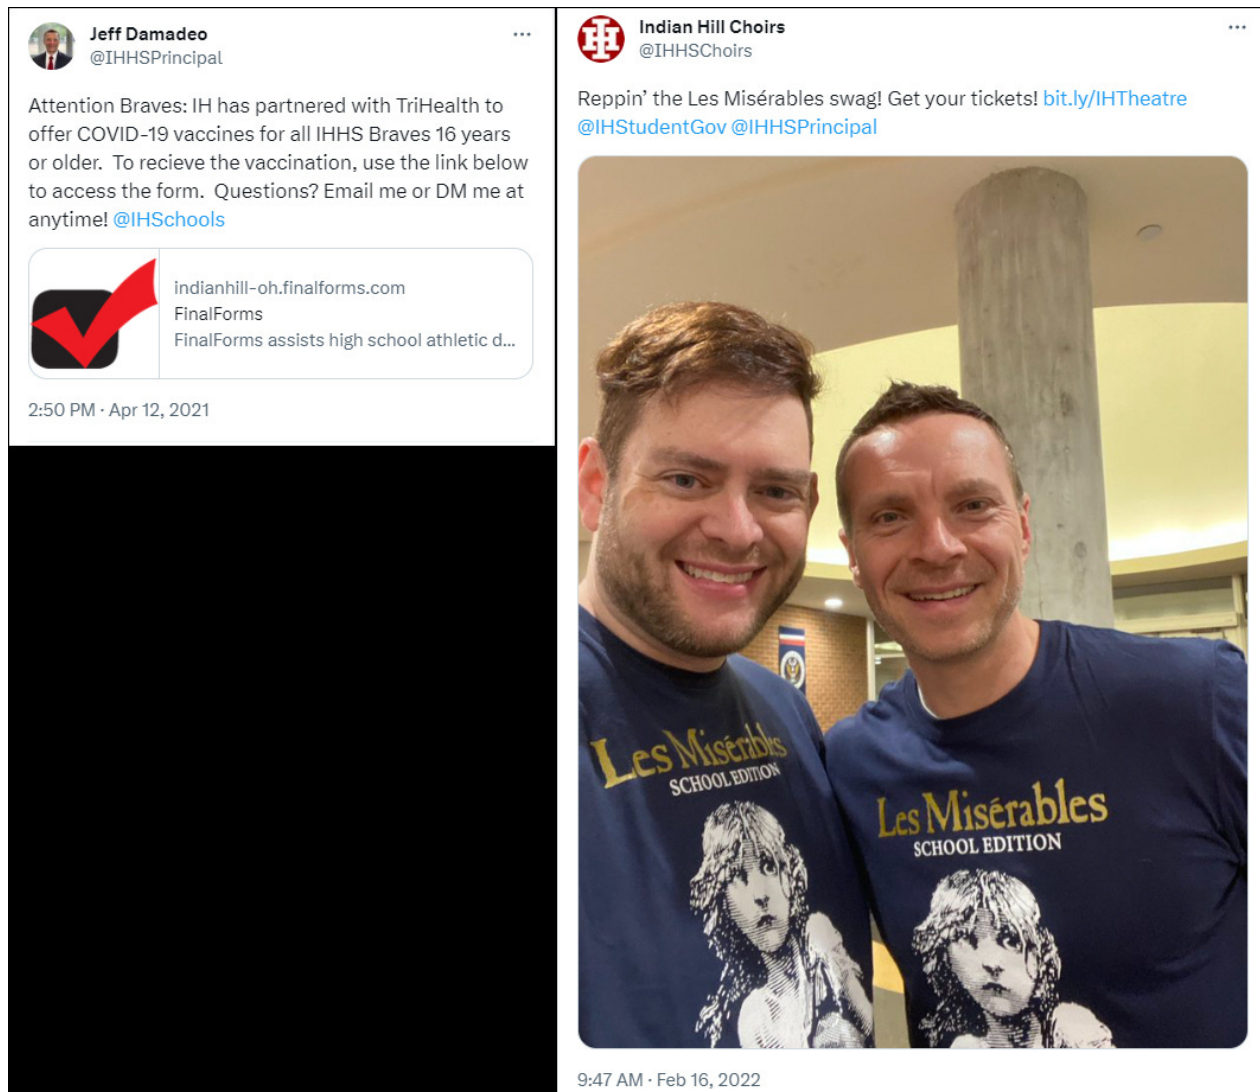 Jeff Damadeo
@IHHSPrincipal
Attention Braves: IH has partnered with TriHealth to
offer COVID-19 vaccines for all IHHS Braves 16 years
or older.  To recieve the vaccination, use the link below
to access the form.  Questions? Email me or DM me at
anytime! @IHSchools
indianhill-oh.finalforms.com
FinalForms
FinalForms assists high school athletic d...
2:50 PM · Apr 12, 2021
Indian Hill Choirs
@IHHSChoirs
Reppin’ the Les Misérables swag! Get your tickets! bit.ly/IHTheatre
@IHStudentGov @IHHSPrincipal
Les Misérables
SCHOOL EDITION
Les Misérables
SCHOOL EDITION
9:47 AM · Feb 16, 2022